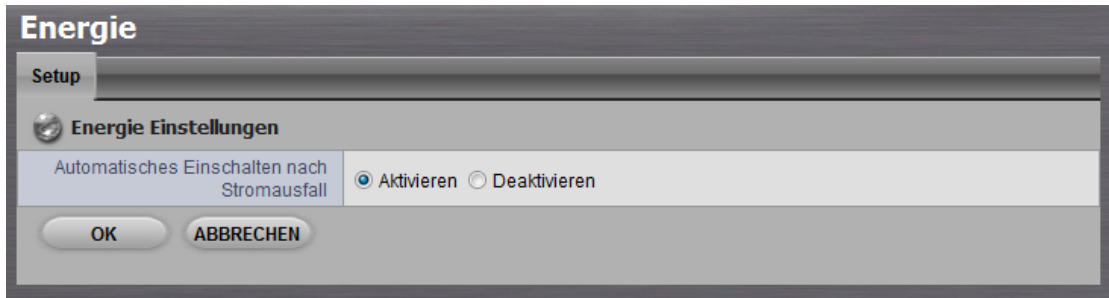 Energie
Setup
Energie Einstellungen
Automatisches Einschalten nach
Stromausfall
Aktivieren Deaktivieren
OK ABBRECHEN